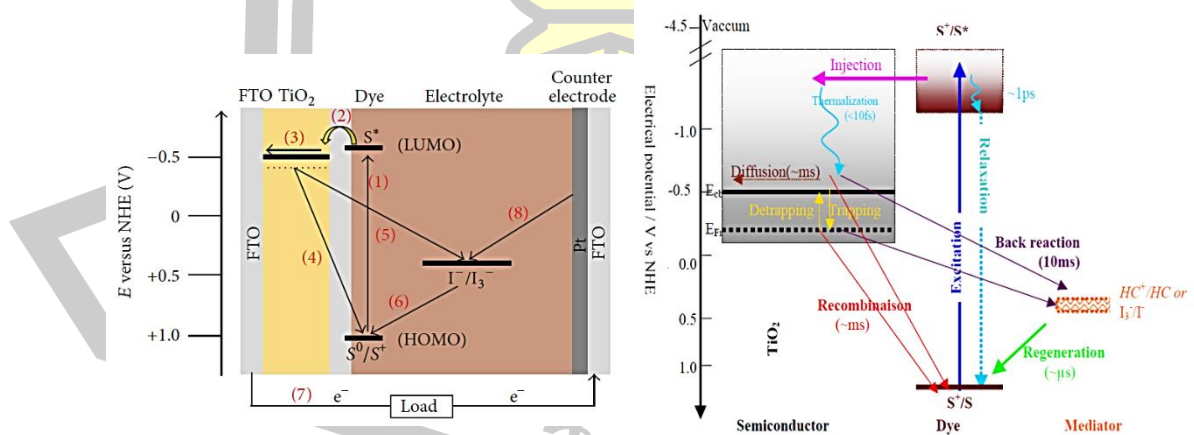 Counter
FTO TiO₂ Dye Electrolyte electrode
E versus NHE (V)
−0.5
0
+0.5
+1.0
(3)
(2)
S*
(LUMO)
(1)
(8)
(5)
(4)
FTO
Pt
FTO
I⁻/I₃⁻
(6)
(HOMO)
S⁰/S⁺
(7)
e⁻
Load
e⁻
-4.5
Vaccum
S⁺/S*
Electrical potential / V vs NHE
Injection
~1ps
Thermalization
(<10fs)
-1.0
Diffusion(~ms)
-0.5
Detrapping
Trapping
Relaxation
Excitation
0.0
Back reaction
(10ms)
Recombinaison
(~ms)
HC⁺/HC or
I₃⁻/I⁻
0.5
TiO₂
Regeneration
(~µs)
1.0
S⁺/S
Semiconductor Dye Mediator